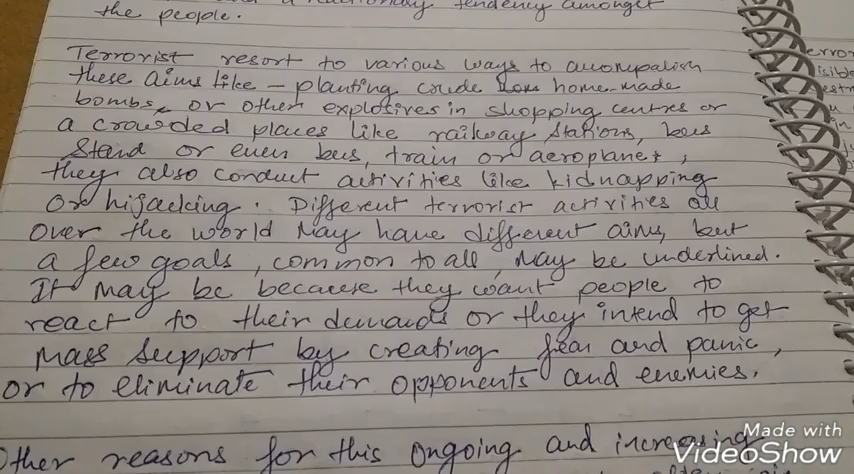 tendency amongst
the people.
Terrorist resort to various ways to accompalish
these aims like - planting crude home-made
bombs, or other explotives in shopping centres or
a crowded places like railway stations, bus
stand or even bus, train or aeroplanes,
they also conduct activities like kidnapping
or hijacking. Different terrorist activities all
over the world may have different aims, but
a few goals, common to all, may be underlined.
It may be because they want people to
react to their demands or they intend to get
mass support by creating fear and panic,
or to eliminate their opponents and enemies.
Other reasons for this ongoing and increasing
Made with
VideoShow